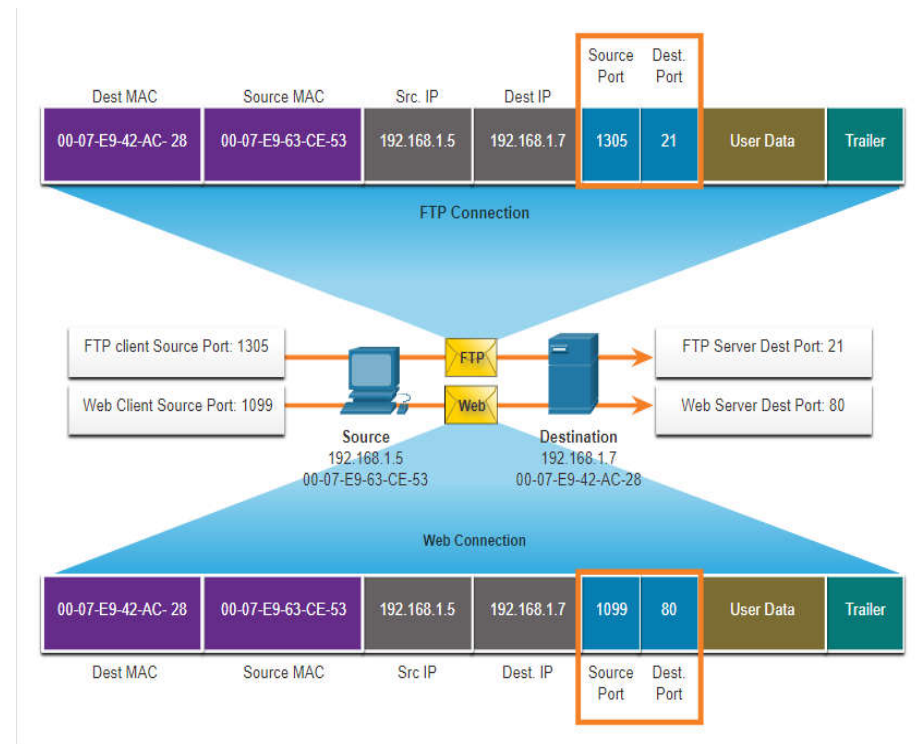 Source Dest.
Port Port
Dest MAC Source MAC Src. IP Dest IP
00-07-E9-42-AC- 28 00-07-E9-63-CE-53 192.168.1.5 192.168.1.7 1305 21 User Data Trailer
FTP Connection
FTP client Source Port: 1305 FTP FTP Server Dest Port: 21
Web Client Source Port: 1099 Web Web Server Dest Port: 80
Source Destination
192.168.1.5 192.168.1.7
00-07-E9-63-CE-53 00-07-E9-42-AC-28
Web Connection
00-07-E9-42-AC- 28 00-07-E9-63-CE-53 192.168.1.5 192.168.1.7 1099 80 User Data Trailer
Dest MAC Source MAC Src IP Dest. IP Source Dest.
Port Port